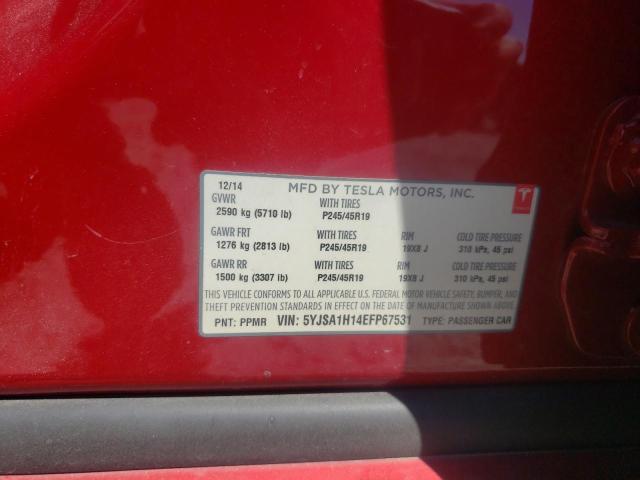 12/14 MFD BY TESLA MOTORS, INC.
GVWR WITH TIRES
2590 kg (5710 lb) P245/45R19
GAWR FRT WITH TIRES RIM COLD TIRE PRESSURE
1276 kg (2813 lb) P245/45R19 19X8 J 310 kPa, 45 psi
GAWR RR WITH TIRES RIM COLD TIRE PRESSURE
1500 kg (3307 lb) P245/45R19 19X8 J 310 kPa, 45 psi
THIS VEHICLE CONFORMS TO ALL APPLICABLE U.S. FEDERAL MOTOR VEHICLE SAFETY, BUMPER, AND
THEFT PREVENTION STANDARDS IN EFFECT ON THE DATE OF MANUFACTURE SHOWN ABOVE.
PNT: PPMR VIN: 5YJSA1H14EFP67531 TYPE: PASSENGER CAR